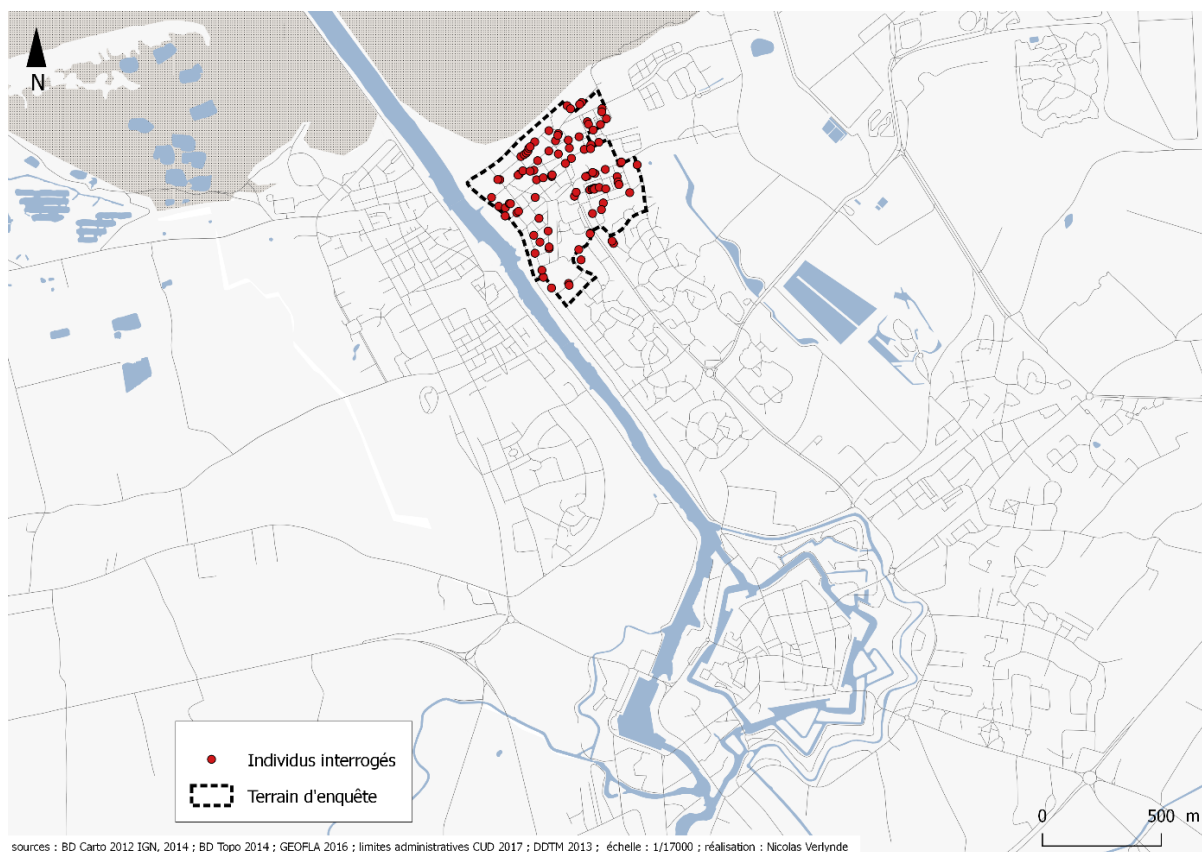 N
Individus interrogés
Terrain d'enquête
0 500 m
sources : BD Carto 2012 IGN, 2014 ; BD Topo 2014 ; GEOFLA 2016 ; limites administratives CUD 2017 ; DDTM 2013 ; échelle : 1/17000 ; réalisation : Nicolas Verlynde